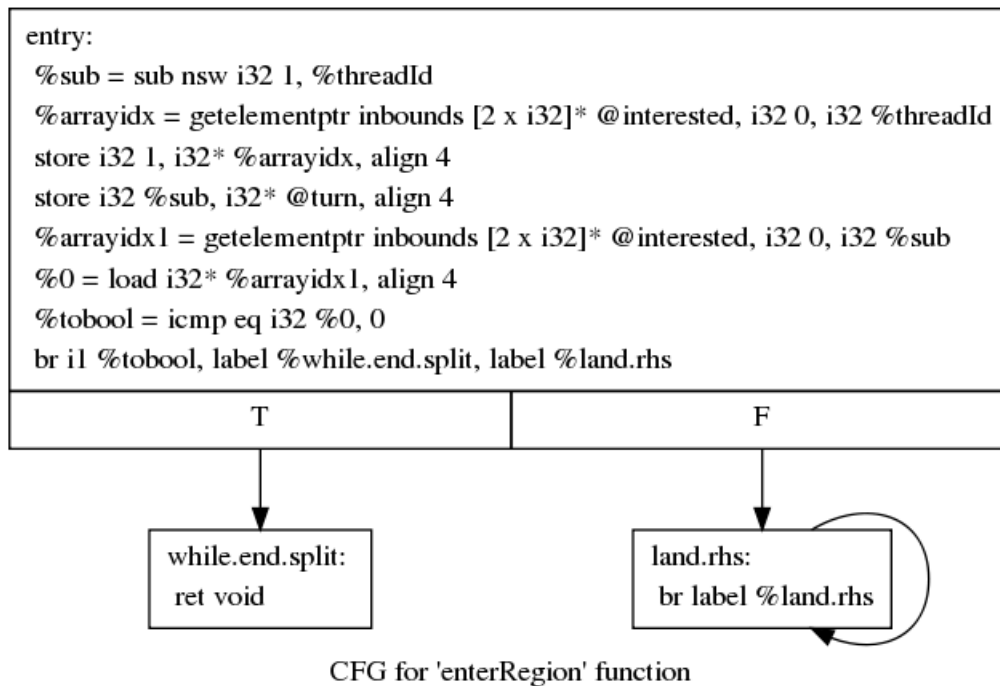 entry:
%sub = sub nsw i32 1, %threadId
%arrayidx = getelementptr inbounds [2 x i32]* @interested, i32 0, i32 %threadId
store i32 1, i32* %arrayidx, align 4
store i32 %sub, i32* @turn, align 4
%arrayidx1 = getelementptr inbounds [2 x i32]* @interested, i32 0, i32 %sub
%0 = load i32* %arrayidx1, align 4
%tobool = icmp eq i32 %0, 0
br i1 %tobool, label %while.end.split, label %land.rhs
T
F
while.end.split:
ret void
land.rhs:
br label %land.rhs
CFG for 'enterRegion' function